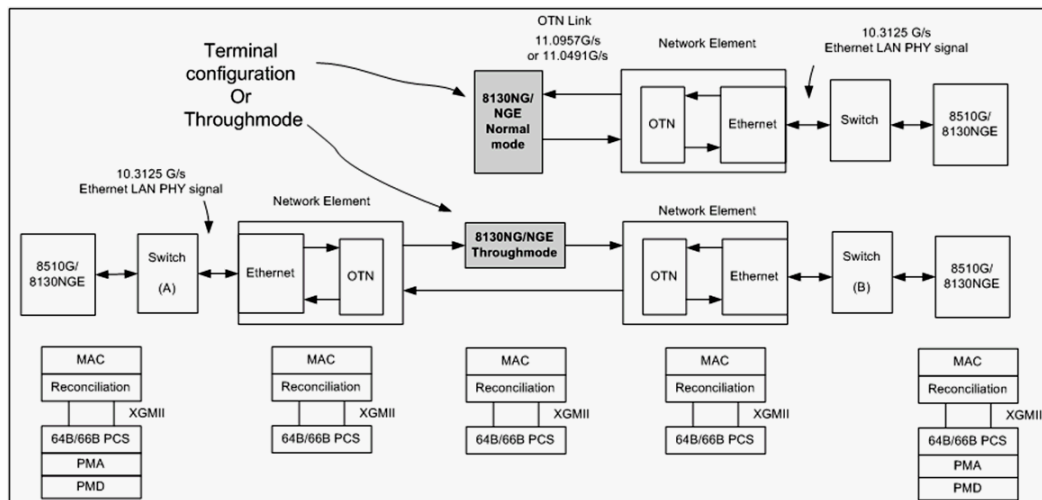 OTN Link
11.0957G/s
or 11.0491G/s
Network Element
10.3125 G/s
Ethernet LAN PHY signal
Terminal
configuration
Or
Throughmode
8130NG/
NGE
Normal
mode
OTN
Ethernet
Switch
8510G/
8130NGE
10.3125 G/s
Ethernet LAN PHY signal
Network Element
Network Element
8510G/
8130NGE
Switch
(A)
Ethernet
OTN
8130NG/NGE
Throughmode
OTN
Ethernet
Switch
(B)
8510G/
8130NGE
MAC
Reconciliation
XGMII
64B/66B PCS
PMA
PMD
MAC
Reconciliation
XGMII
64B/66B PCS
MAC
Reconciliation
XGMII
64B/66B PCS
MAC
Reconciliation
XGMII
64B/66B PCS
MAC
Reconciliation
XGMII
64B/66B PCS
PMA
PMD